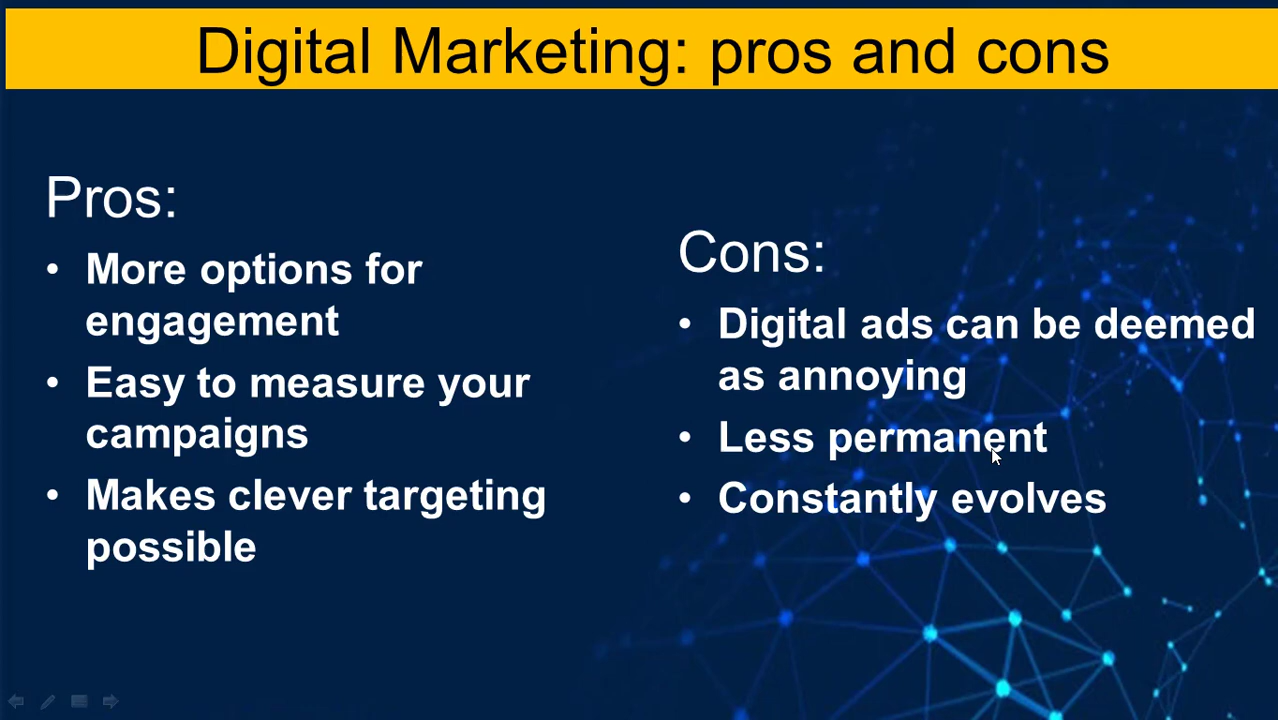 Digital Marketing: pros and cons
Pros:
• More options for
engagement
• Easy to measure your
campaigns
• Makes clever targeting
possible
Cons:
• Digital ads can be deemed
as annoying
• Less permanent
• Constantly evolves